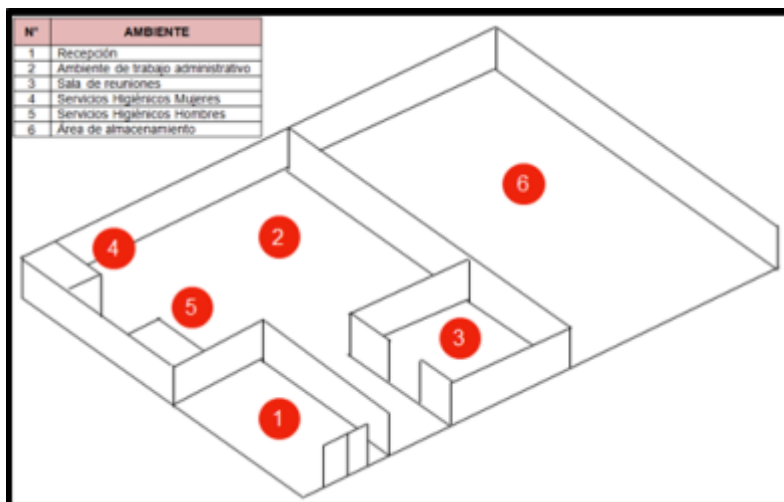 N° AMBIENTE
1 Recepción
2 Ambiente de trabajo administrativo
3 Sala de reuniones
4 Servicios Higiénicos Mujeres
5 Servicios Higiénicos Hombres
6 Área de almacenamiento
6
2
4
5
3
1